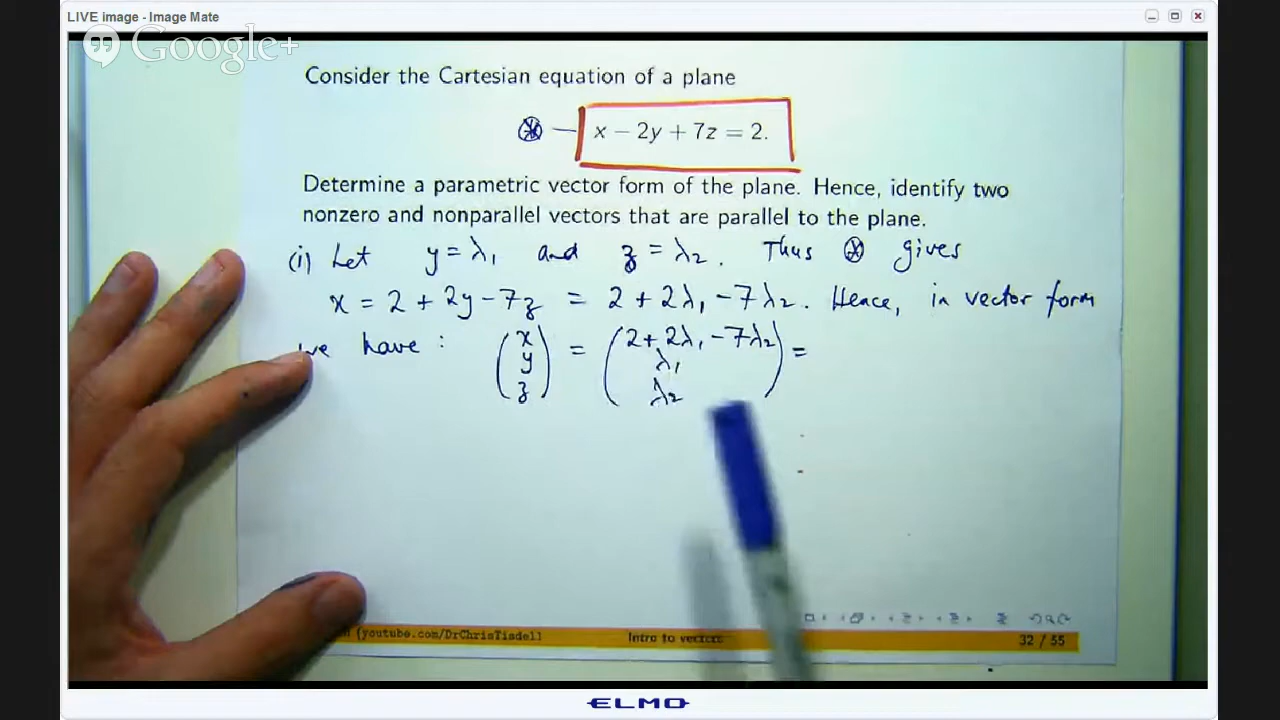 LIVE image - Image Mate
Google+
Consider the Cartesian equation of a plane
⊛ — x − 2y + 7z = 2.
Determine a parametric vector form of the plane. Hence, identify two
nonzero and nonparallel vectors that are parallel to the plane.
(i) Let y = λ₁ and z = λ₂. Thus ⊛ gives
x = 2 + 2y − 7z = 2 + 2λ₁ − 7λ₂. Hence, in vector form
we have : (x y z) = (2 + 2λ₁ − 7λ₂ λ₁ λ₂) =
(youtube.com/DrChrisTisdell Intro to vectors 32 / 55
ELMO